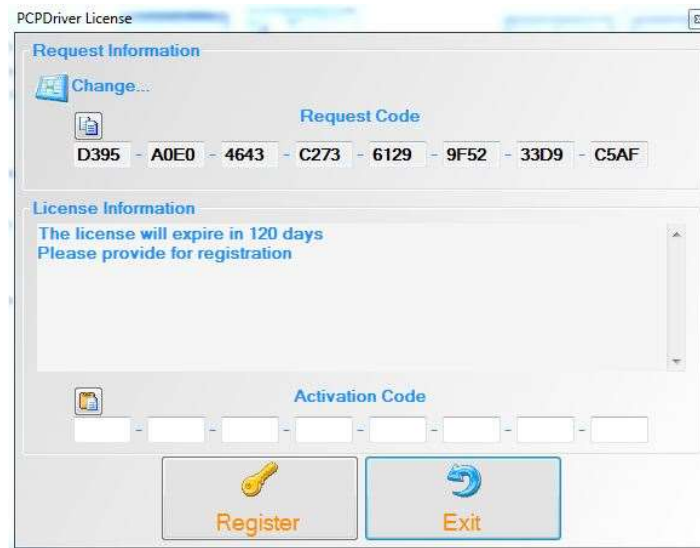 PCPDriver License
Request Information
Change...
Request Code
D395 - A0E0 - 4643 - C273 - 6129 - 9F52 - 33D9 - C5AF
License Information
The license will expire in 120 days
Please provide for registration
Activation Code
- - - - - - -
Register Exit